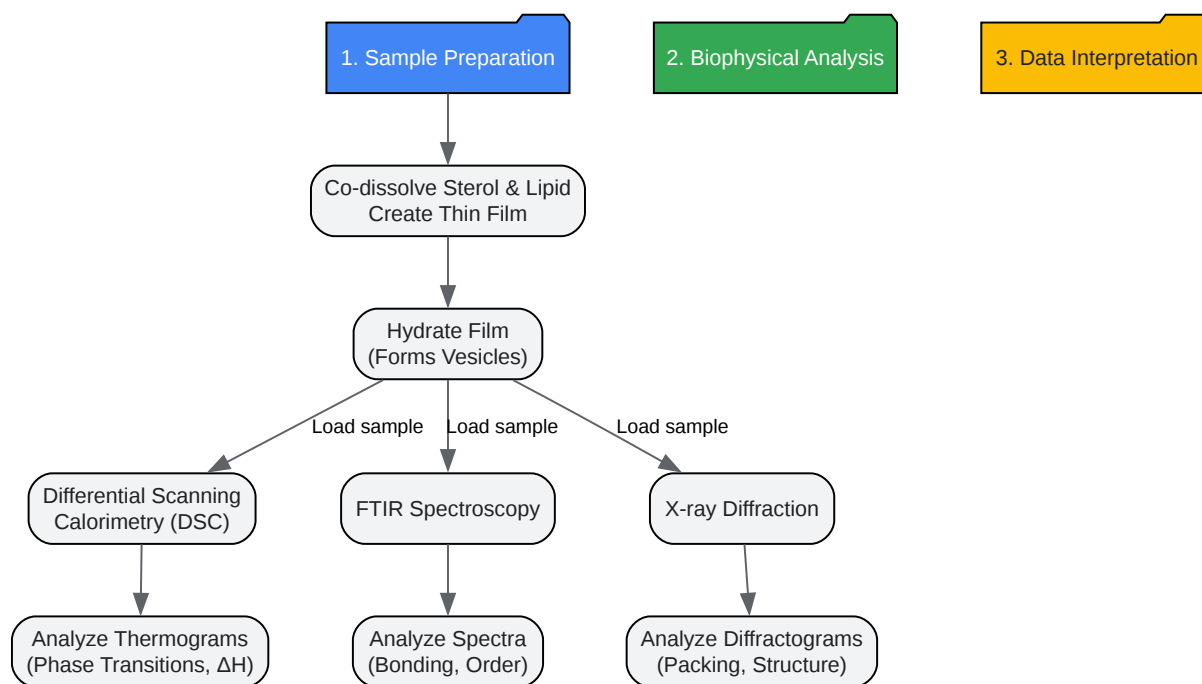 1. Sample Preparation
2. Biophysical Analysis
3. Data Interpretation
Co-dissolve Sterol & Lipid
Create Thin Film
Hydrate Film
(Forms Vesicles)
Load sample
Load sample
Load sample
Differential Scanning
Calorimetry (DSC)
FTIR Spectroscopy
X-ray Diffraction
Analyze Thermograms
(Phase Transitions, ΔH)
Analyze Spectra
(Bonding, Order)
Analyze Diffractograms
(Packing, Structure)